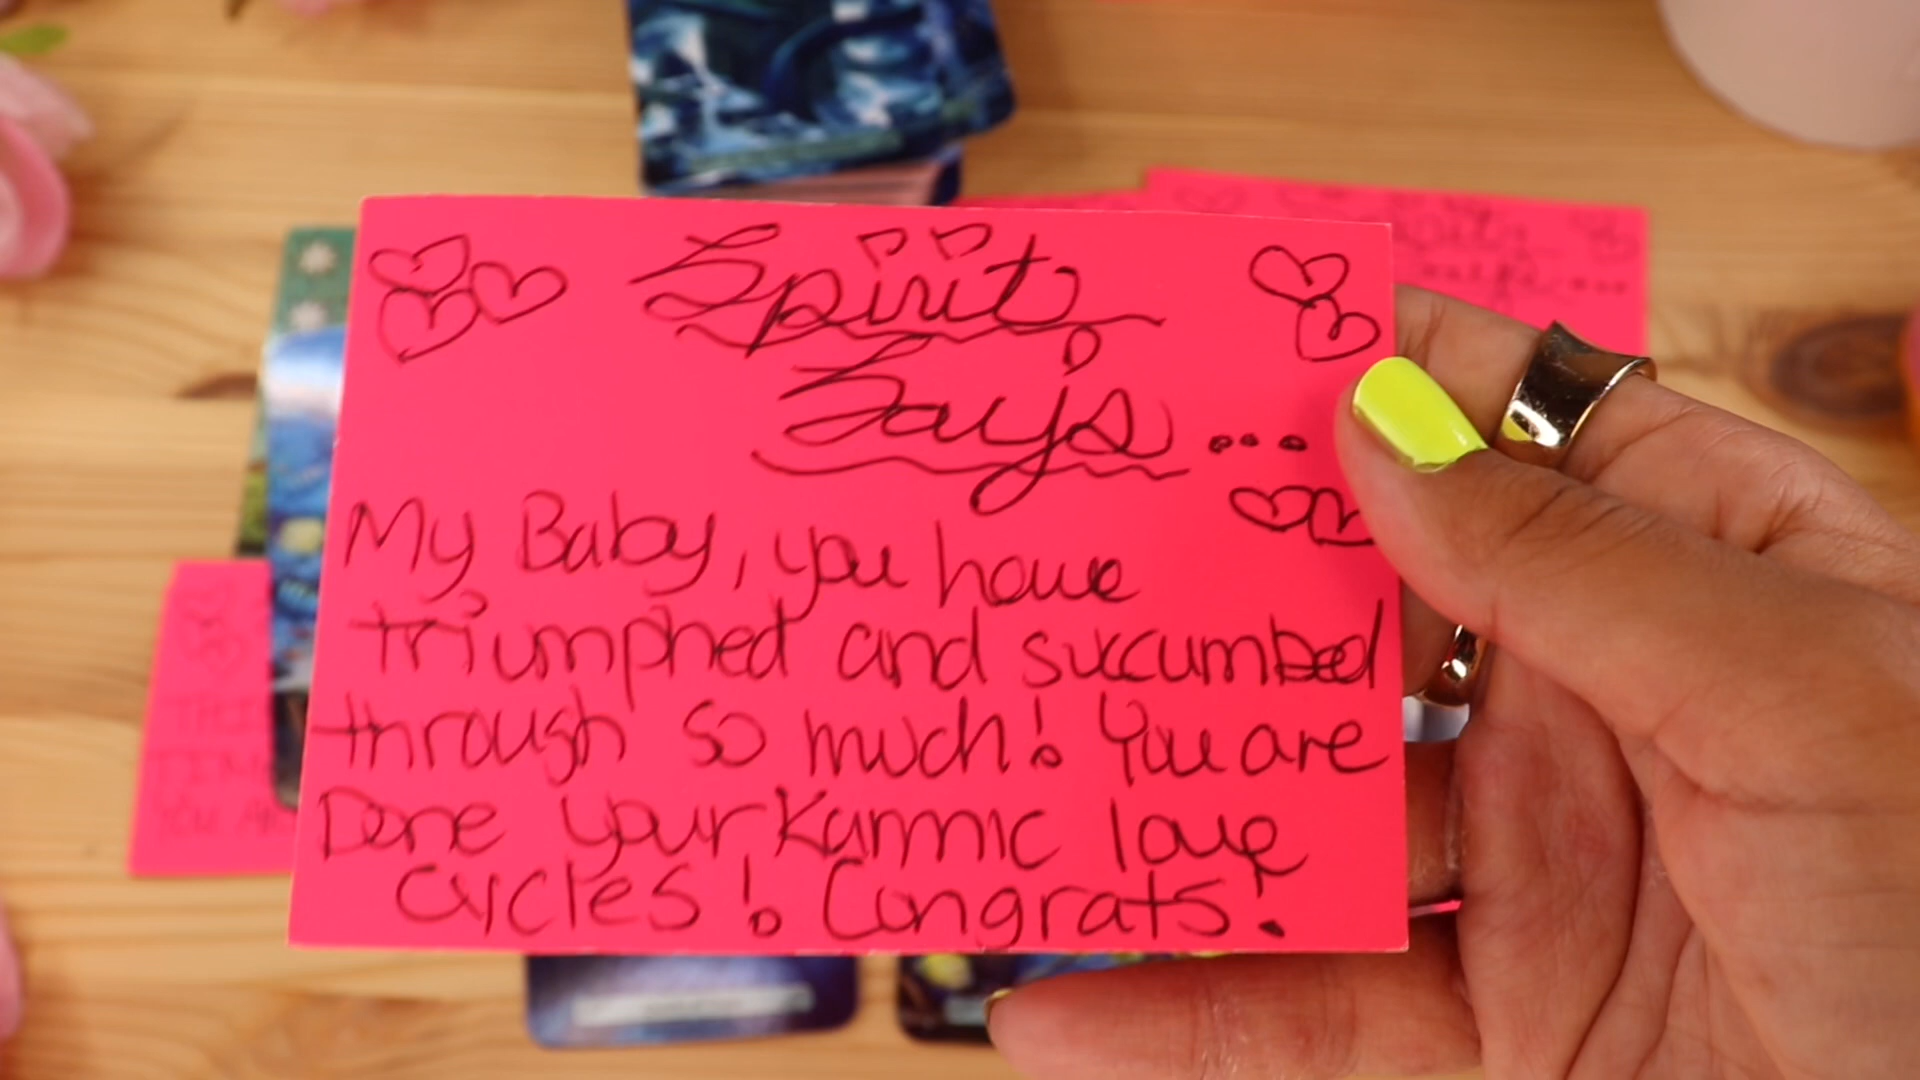 Spirit
Says...
My Baby, you have
triumphed and succumbed
through so much! You are
Done your Karmic love
cycles! Congrats!